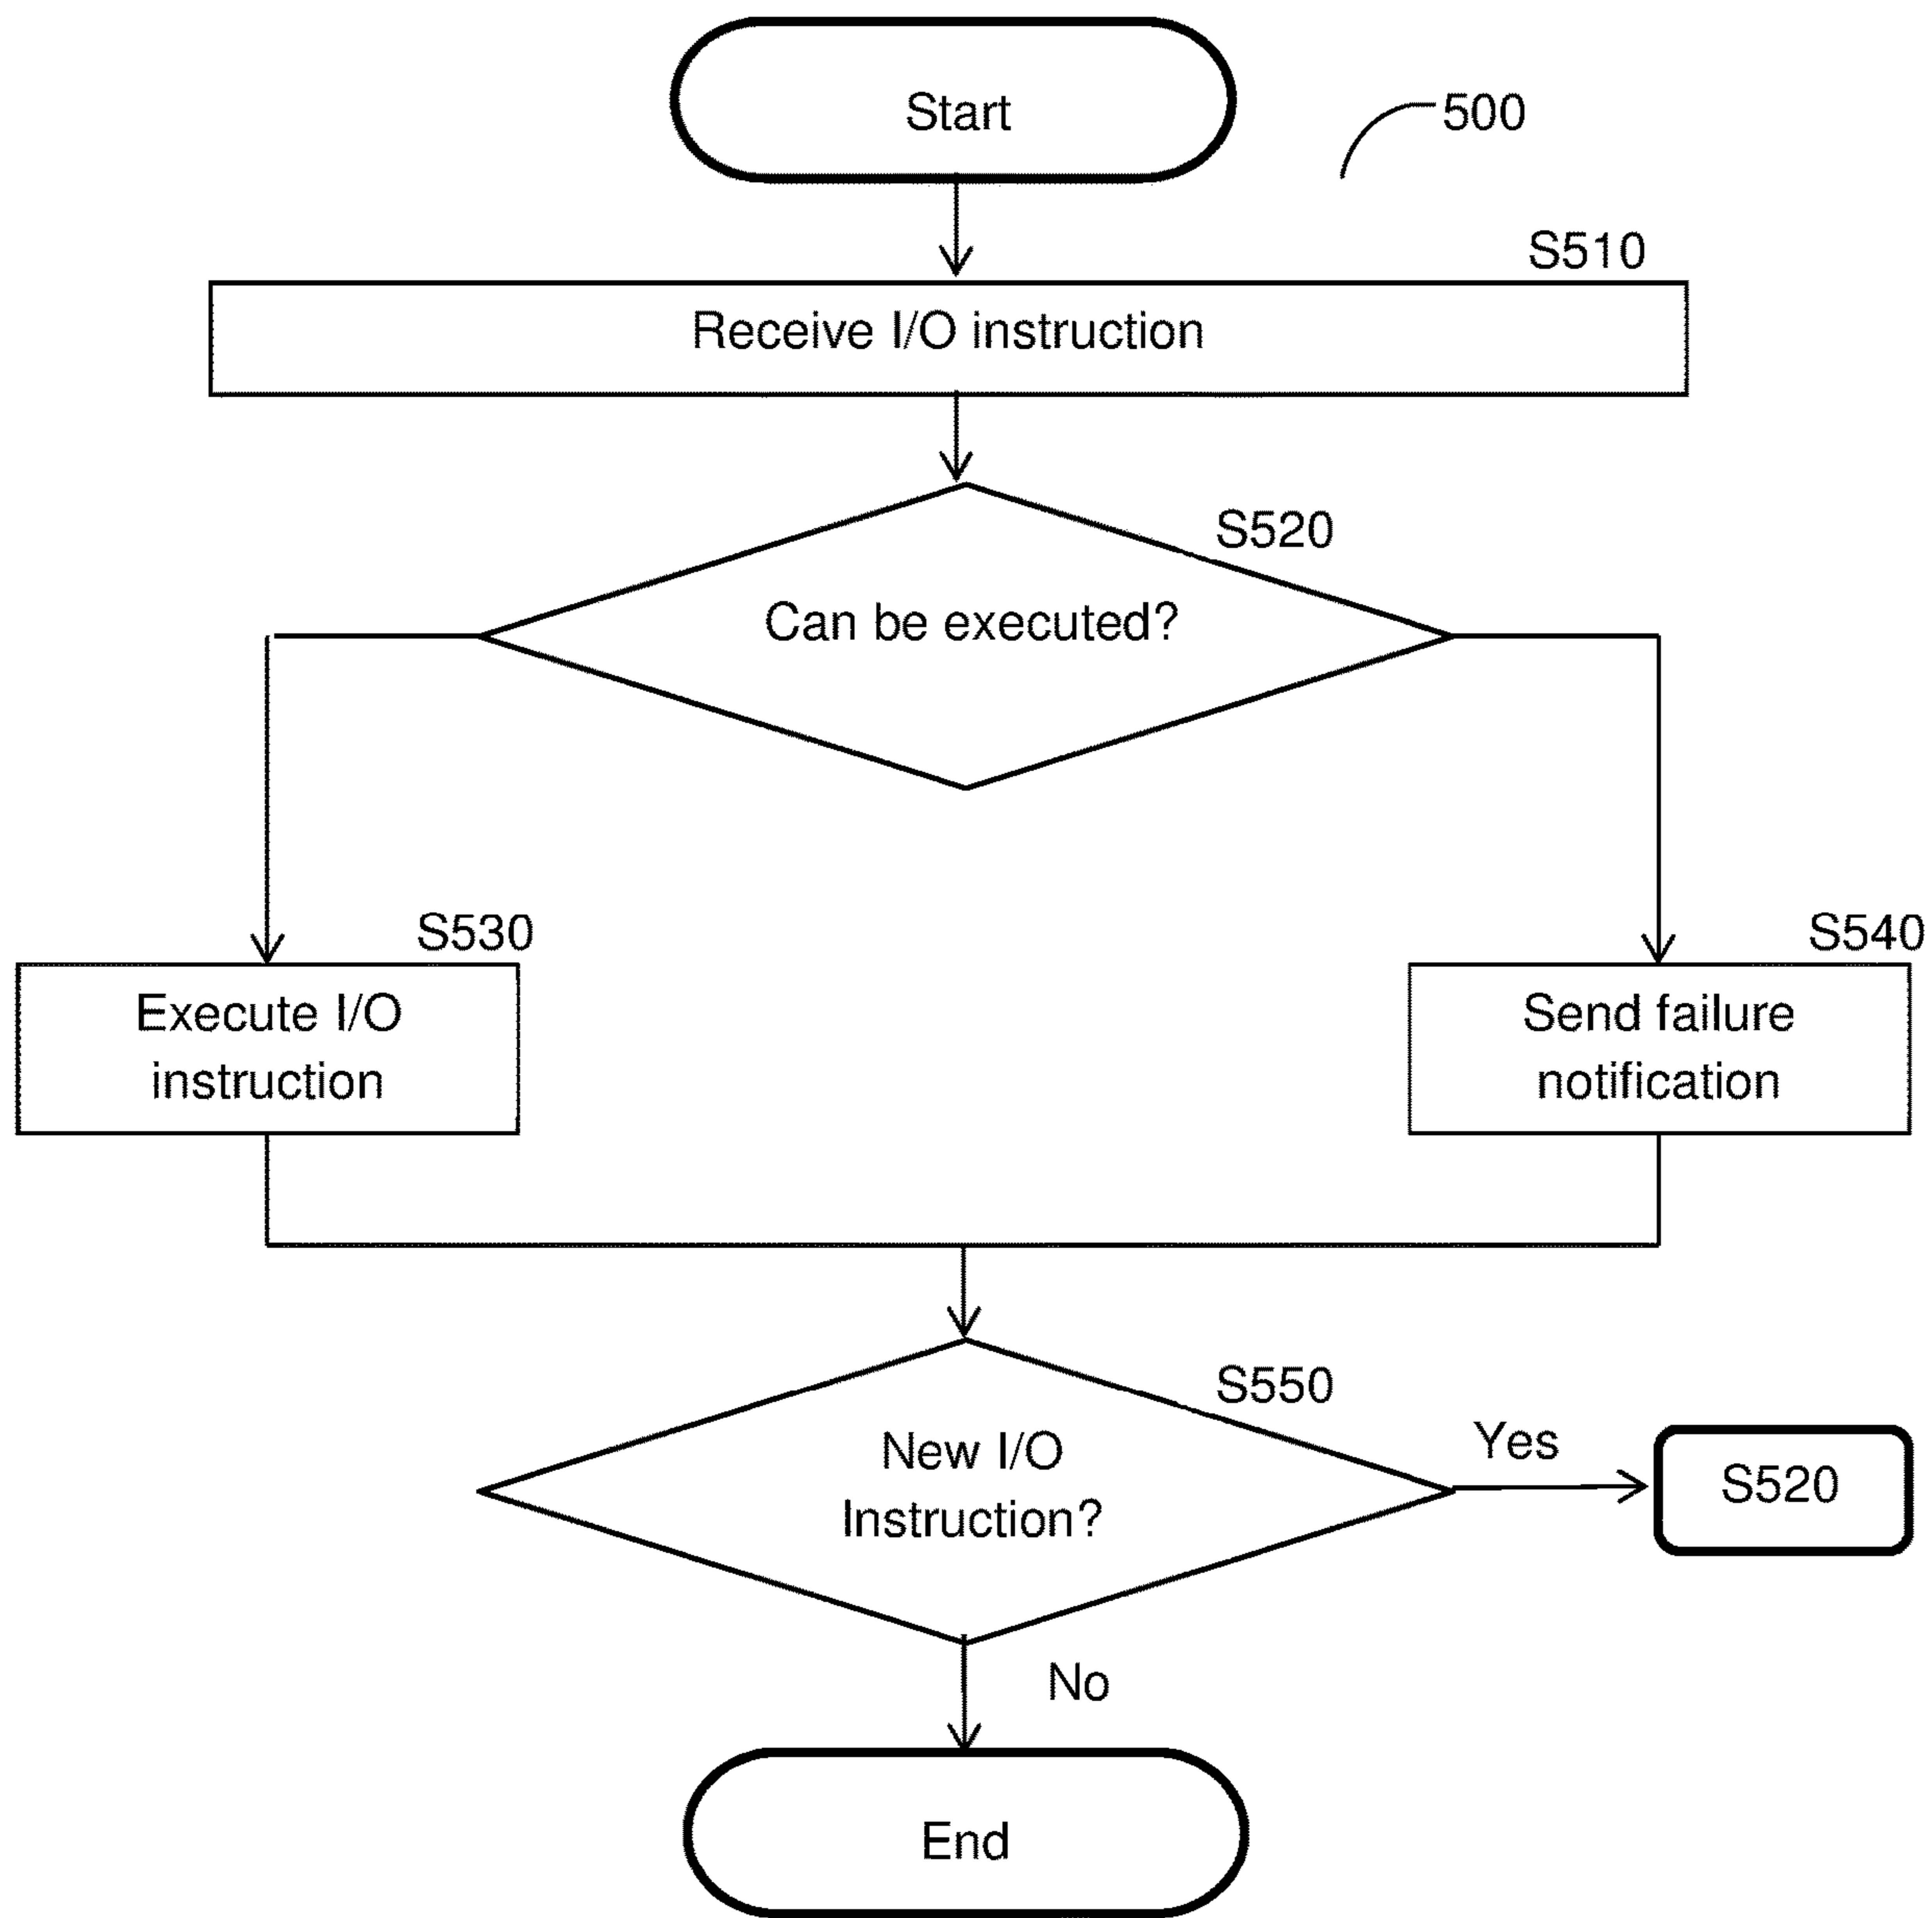 Start
500
S510
Receive I/O instruction
S520
Can be executed?
S530
Execute I/O
instruction
S540
Send failure
notification
S550
New I/O
Instruction?
Yes
S520
No
End